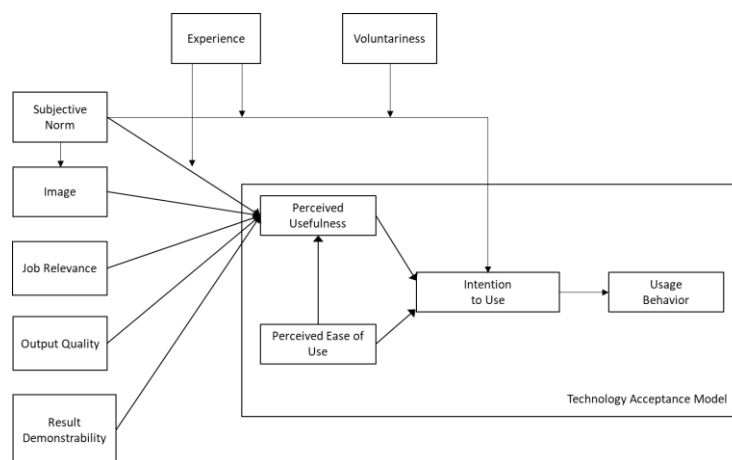 Experience
Voluntariness
Subjective
Norm
Image
Perceived
Usefulness
Job Relevance
Intention
to Use
Usage
Behavior
Output Quality
Perceived Ease of
Use
Result
Demonstrability
Technology Acceptance Model